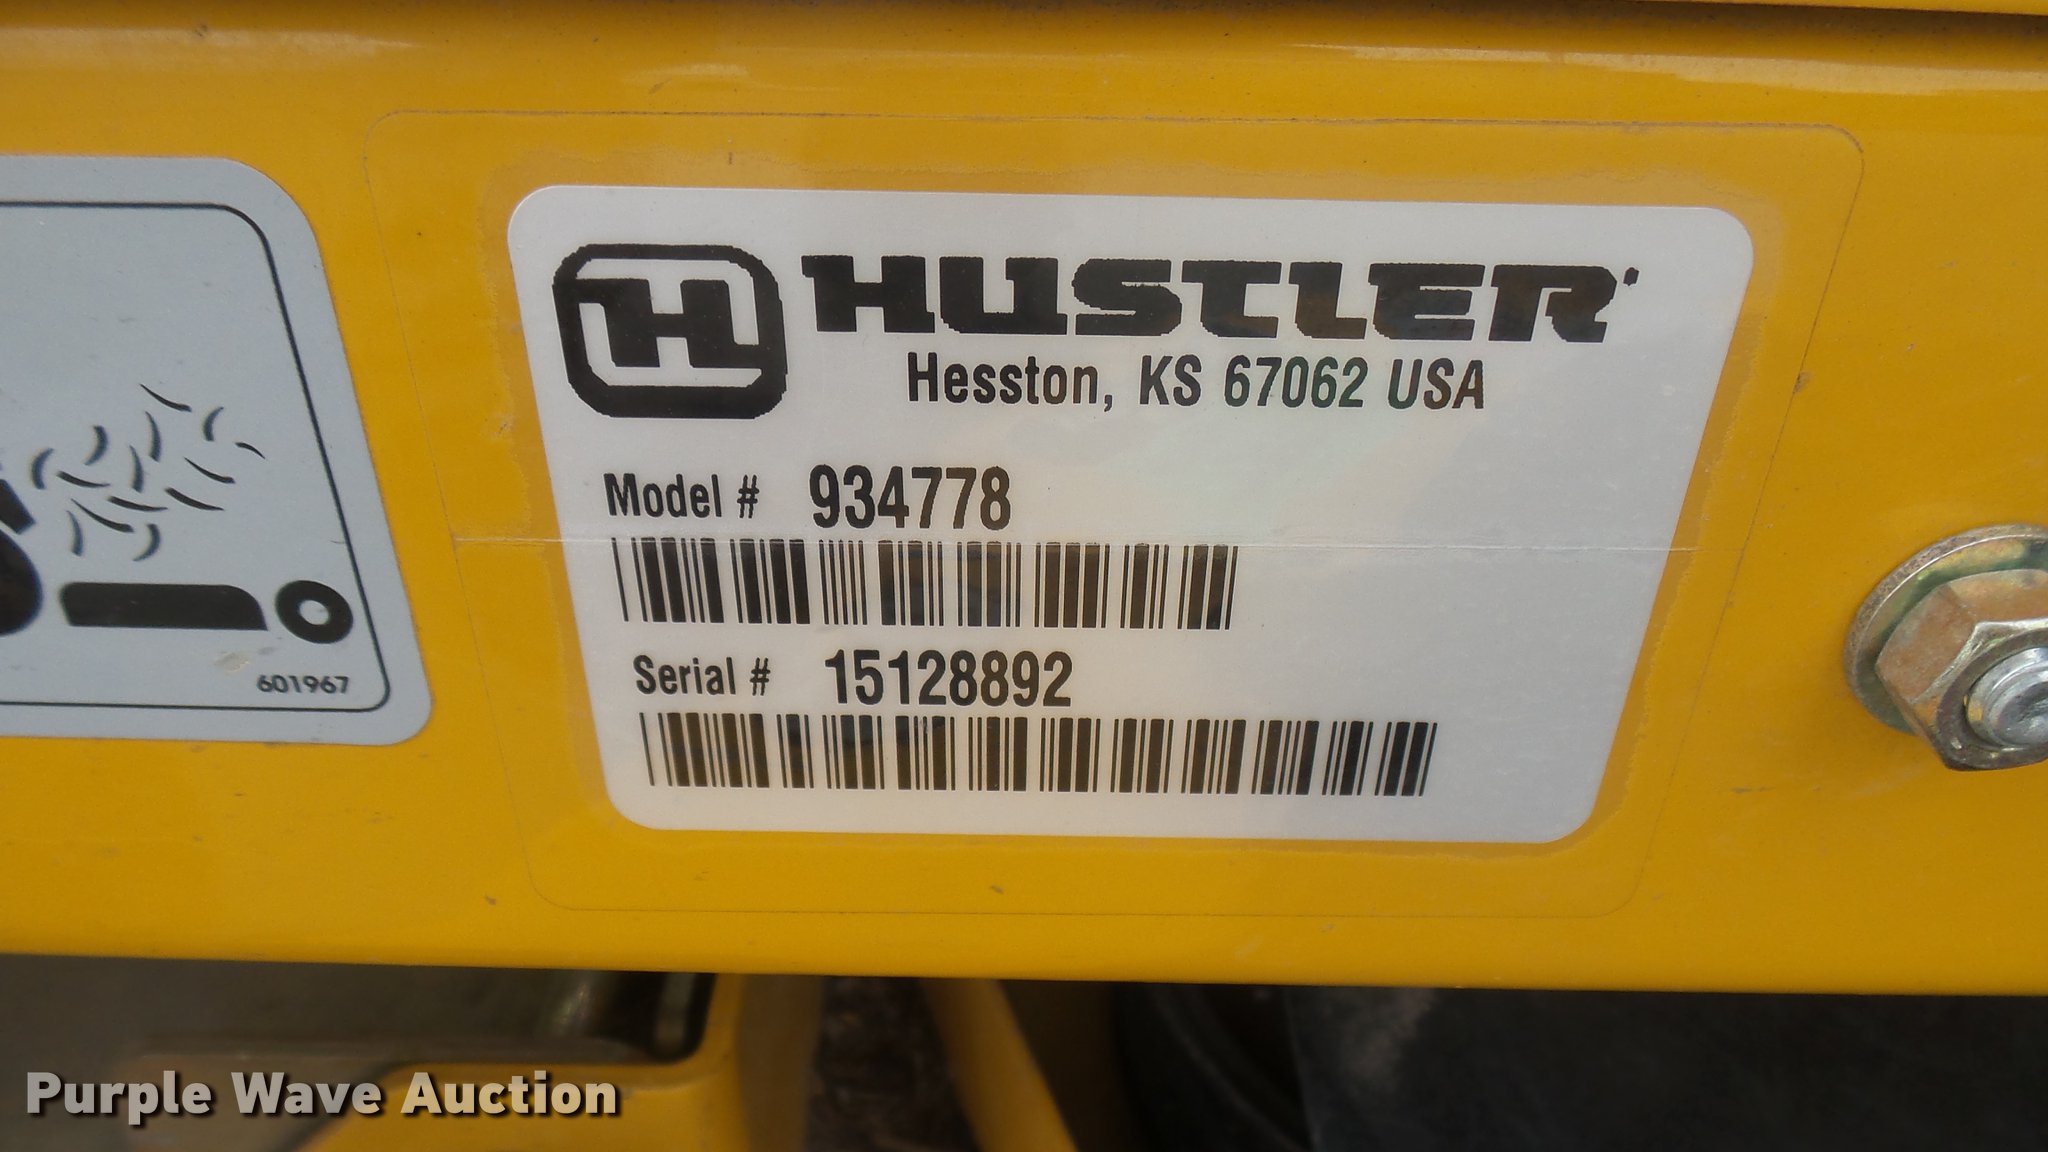 H HUSTLER
Hesston, KS 67062 USA
Model # 934778
Serial # 15128892
601967
Purple Wave Auction